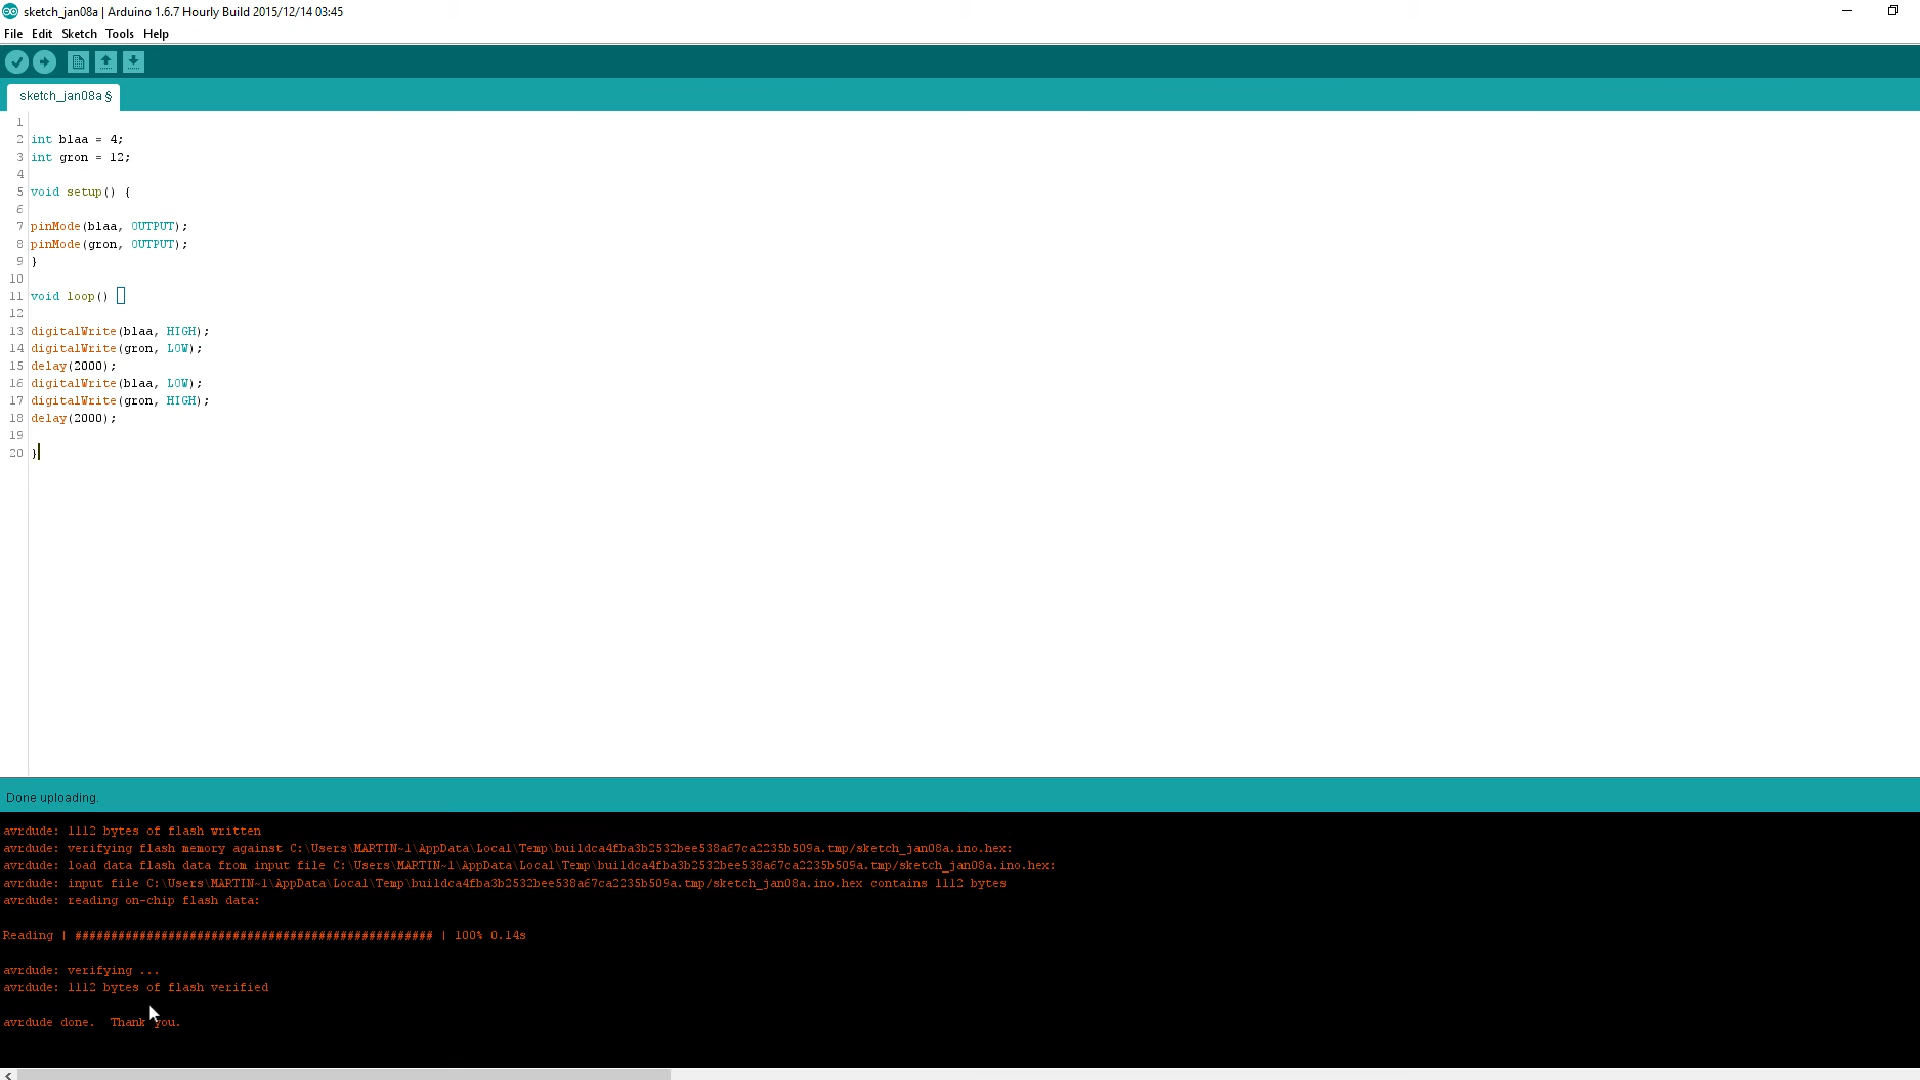 sketch_jan08a | Arduino 1.6.7 Hourly Build 2015/12/14 03:45
File Edit Sketch Tools Help
sketch_jan08a §
1
2 int blaa = 4;
3 int gron = 12;
4
5 void setup() {
6
7 pinMode(blaa, OUTPUT);
8 pinMode(gron, OUTPUT);
9 }
10
11 void loop()
12
13 digitalWrite(blaa, HIGH);
14 digitalWrite(gron, LOW);
15 delay(2000);
16 digitalWrite(blaa, LOW);
17 digitalWrite(gron, HIGH);
18 delay(2000);
19
20 }
Done uploading.
avrdude: 1112 bytes of flash written
avrdude: verifying flash memory against C:\Users\MARTIN~1\AppData\Local\Temp\buildca4fba3b2532bee538a67ca2235b509a.tmp/sketch_jan08a.ino.hex:
avrdude: load data flash data from input file C:\Users\MARTIN~1\AppData\Local\Temp\buildca4fba3b2532bee538a67ca2235b509a.tmp/sketch_jan08a.ino.hex:
avrdude: input file C:\Users\MARTIN~1\AppData\Local\Temp\buildca4fba3b2532bee538a67ca2235b509a.tmp/sketch_jan08a.ino.hex contains 1112 bytes
avrdude: reading on-chip flash data:
Reading | ################################################## | 100% 0.14s
avrdude: verifying ...
avrdude: 1112 bytes of flash verified
avrdude done.  Thank you.